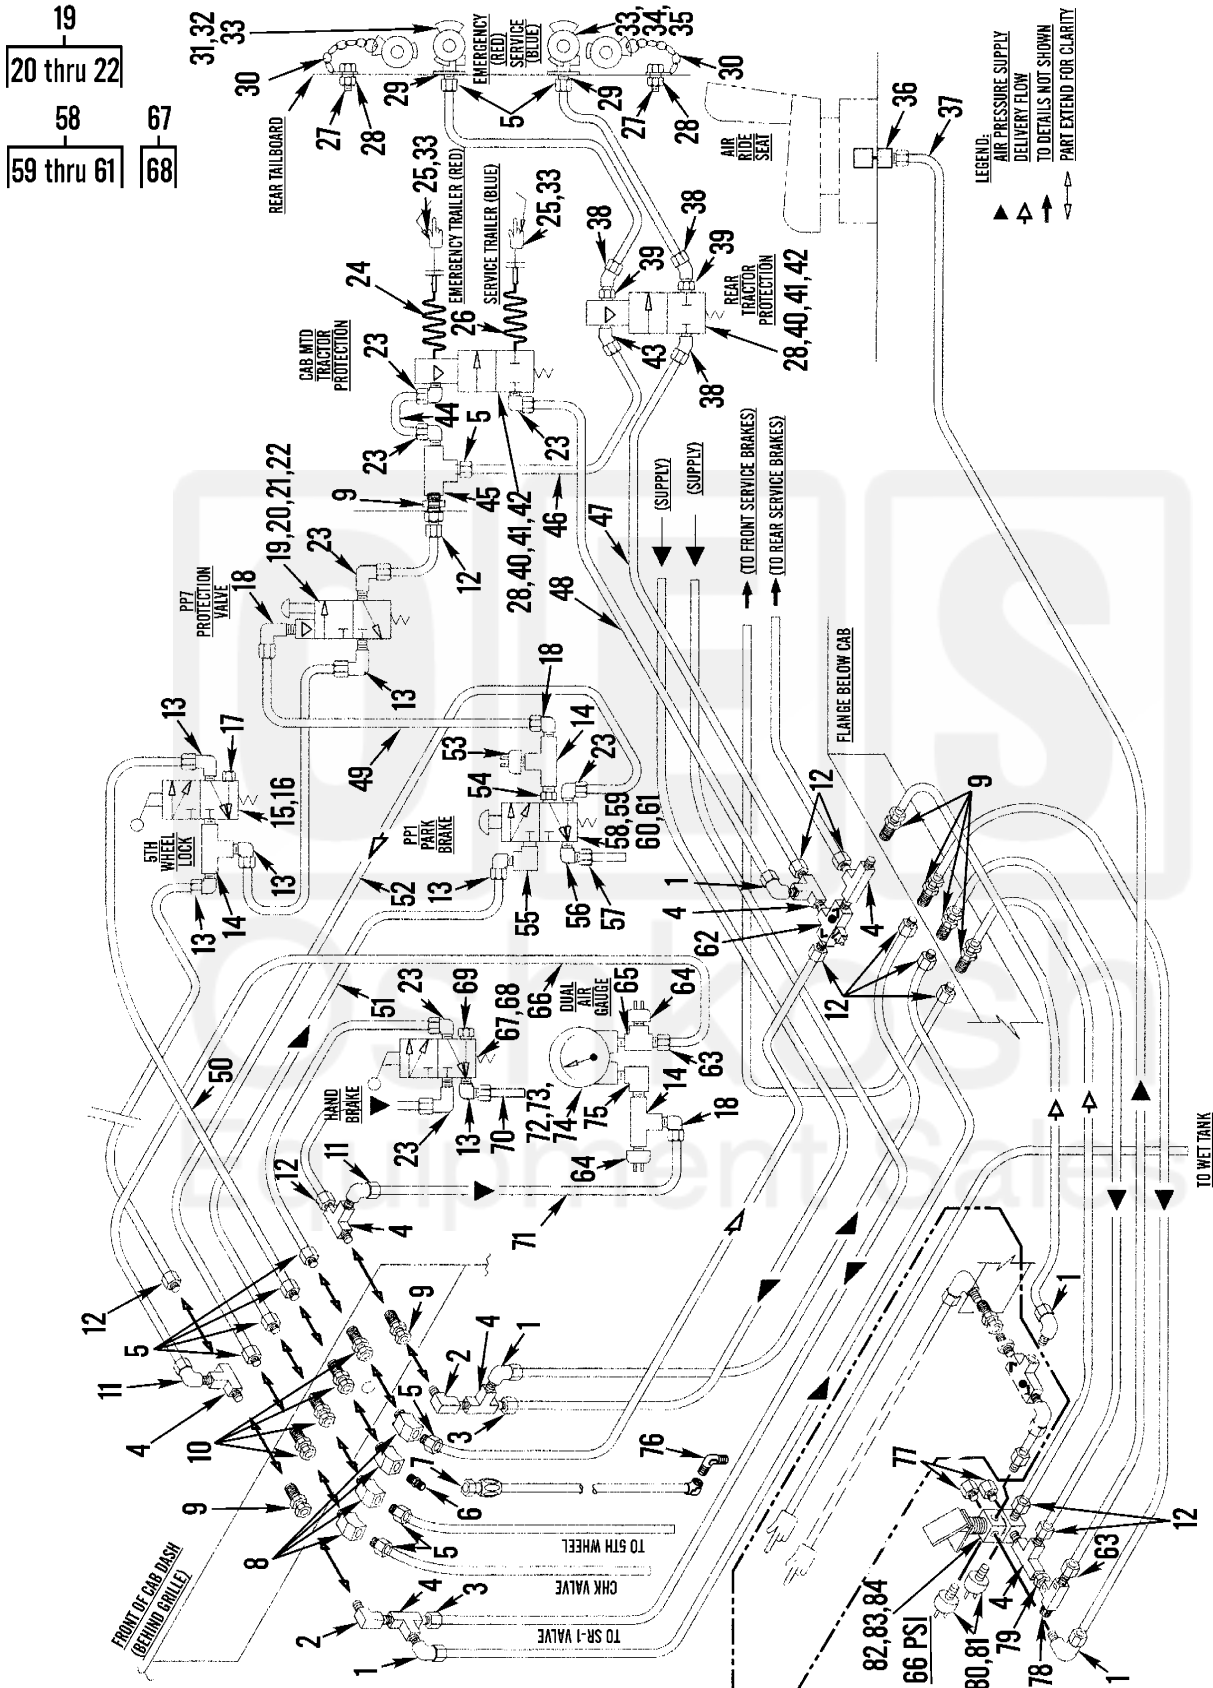 19
20 thru 22
58
59 thru 61
67
68
31,32
33
EMERGENCY
(RED)
SERVICE
(BLUE)
33,
34,
35
30
30
REAR TAILBOARD
27
28
29
5
29
27
28
AIR
RIDE
SEAT
36
37
LEGEND:
AIR PRESSURE SUPPLY
DELIVERY FLOW
TO DETAILS NOT SHOWN
PART EXTEND FOR CLARITY
25,33
EMERGENCY TRAILER (RED)
SERVICE TRAILER (BLUE)
25,33
24
26
38
39
38
39
REAR
TRACTOR
PROTECTION
28,40,41,42
43
38
CAB MTD
TRACTOR
PROTECTION
23
44
23
5
23
9
45
12
28,40,41,42
46
47
48
(SUPPLY)
(SUPPLY)
(TO FRONT SERVICE BRAKES)
(TO REAR SERVICE BRAKES)
19,20,21,22
23
PP7
PROTECTION
VALVE
18
13
13
17
15,16
5TH
WHEEL
LOCK
13
14
13
49
53
54
18
14
23
58,59
60,61
PP1
PARK
BRAKE
13
55
56
57
52
51
50
FLANGE BELOW CAB
12
9
1
4
62
4
12
66
DUAL
AIR
GAUGE
65
64
63
23
69
67,68
HAND
BRAKE
23
13
70
72,73,
74
75
14
18
64
71
12
11
4
12
5
11
4
10
9
9
4
2
1
3
5
8
7
6
76
5
TO WET TANK
FRONT OF CAB DASH
(BEHIND GRILLE)
TO 5TH WHEEL
CHK VALVE
TO SR-1 VALVE
2
4
3
1
1
77
12
63
4
79
78
1
82,83,84
66 PSI
80,81
OES
Oshkosh
Equipment Sales